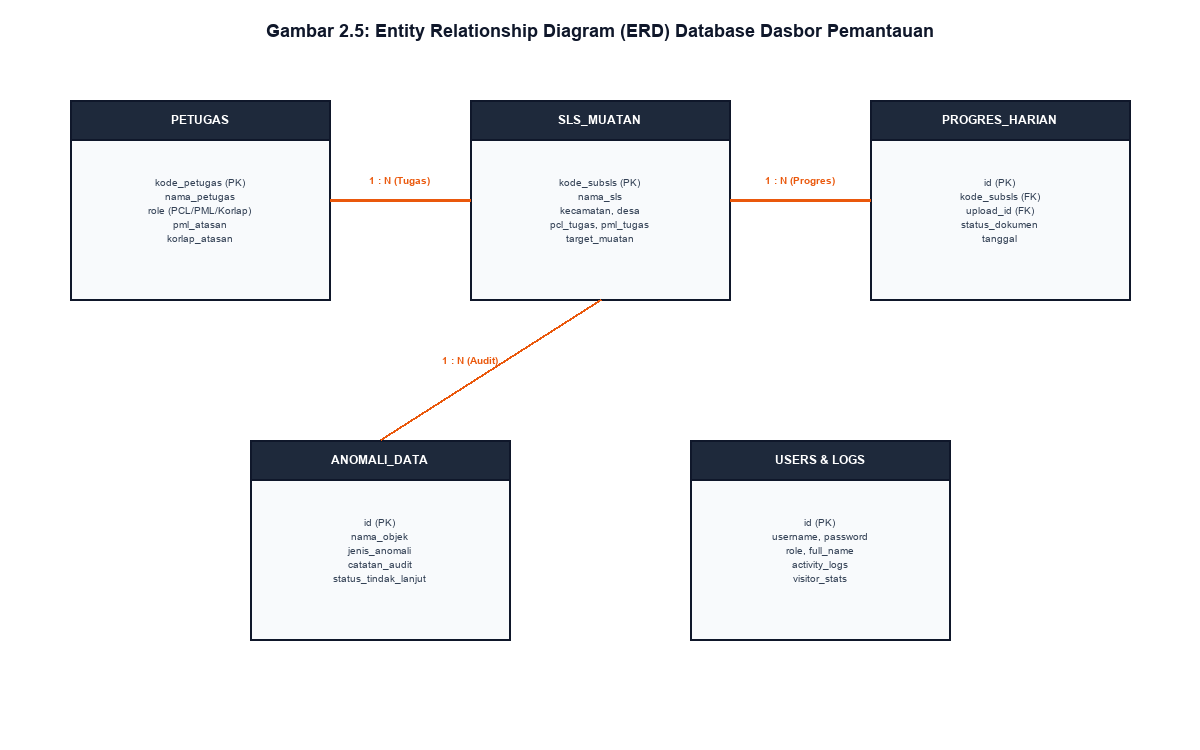 Gambar 2.5: Entity Relationship Diagram (ERD) Database Dasbor Pemantauan
PETUGAS
kode_petugas (PK)
nama_petugas
role (PCL/PML/Korlap)
pml_atasan
korlap_atasan
1 : N (Tugas)
SLS_MUATAN
kode_subsls (PK)
nama_sls
kecamatan, desa
pcl_tugas, pml_tugas
target_muatan
1 : N (Progres)
PROGRES_HARIAN
id (PK)
kode_subsls (FK)
upload_id (FK)
status_dokumen
tanggal
1 : N (Audit)
ANOMALI_DATA
id (PK)
nama_objek
jenis_anomali
catatan_audit
status_tindak_lanjut
USERS & LOGS
id (PK)
username, password
role, full_name
activity_logs
visitor_stats